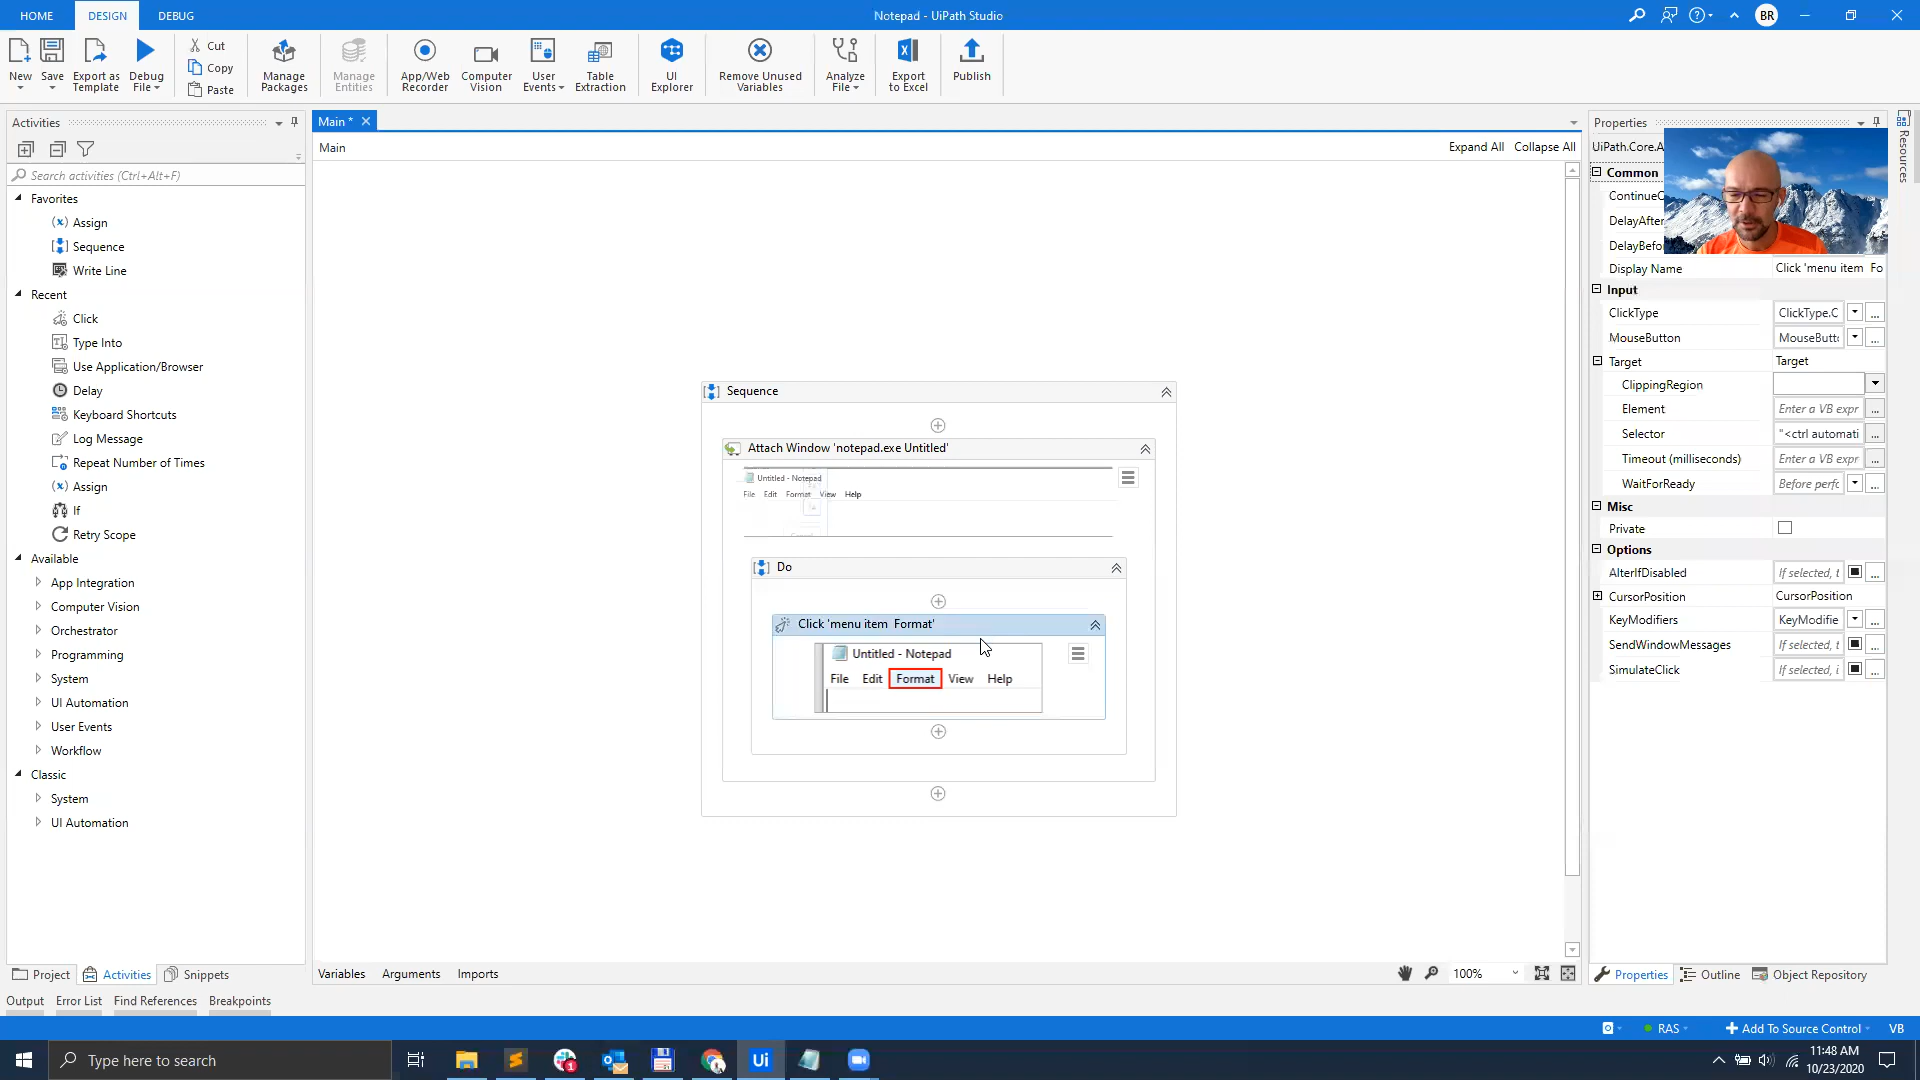 HOME DESIGN DEBUG
Notepad - UiPath Studio
BR
New
Save
Export as Template
Debug File
Cut
Copy
Paste
Manage Packages
Manage Entities
App/Web Recorder
Computer Vision
User Events
Table Extraction
UI Explorer
Remove Unused Variables
Analyze File
Export to Excel
Publish
Activities
Search activities (Ctrl+Alt+F)
Favorites
Assign
Sequence
Write Line
Recent
Click
Type Into
Use Application/Browser
Delay
Keyboard Shortcuts
Log Message
Repeat Number of Times
Assign
If
Retry Scope
Available
App Integration
Computer Vision
Orchestrator
Programming
System
UI Automation
User Events
Workflow
Classic
System
UI Automation
Project Activities Snippets
Main *
Main
Expand All Collapse All
Sequence
Attach Window 'notepad.exe Untitled'
Untitled - Notepad
File Edit Format View Help
Do
Click 'menu item Format'
Untitled - Notepad
File Edit Format View Help
Variables Arguments Imports
100%
Properties
UiPath.Core.A
Common
ContinueO
DelayAfter
DelayBefo
Display Name Click 'menu item Fo
Input
ClickType ClickType.C ...
MouseButton MouseButt ...
Target Target
ClippingRegion
Element Enter a VB expr ...
Selector "<ctrl automati ...
Timeout (milliseconds) Enter a VB expr ...
WaitForReady Before perfo ...
Misc
Private
Options
AlterIfDisabled If selected, t ...
CursorPosition CursorPosition
KeyModifiers KeyModifie ...
SendWindowMessages If selected, t ...
SimulateClick If selected, i ...
Properties Outline Object Repository
Resources
Output Error List Find References Breakpoints
RAS Add To Source Control VB
Type here to search
1
Ui
11:48 AM
10/23/2020